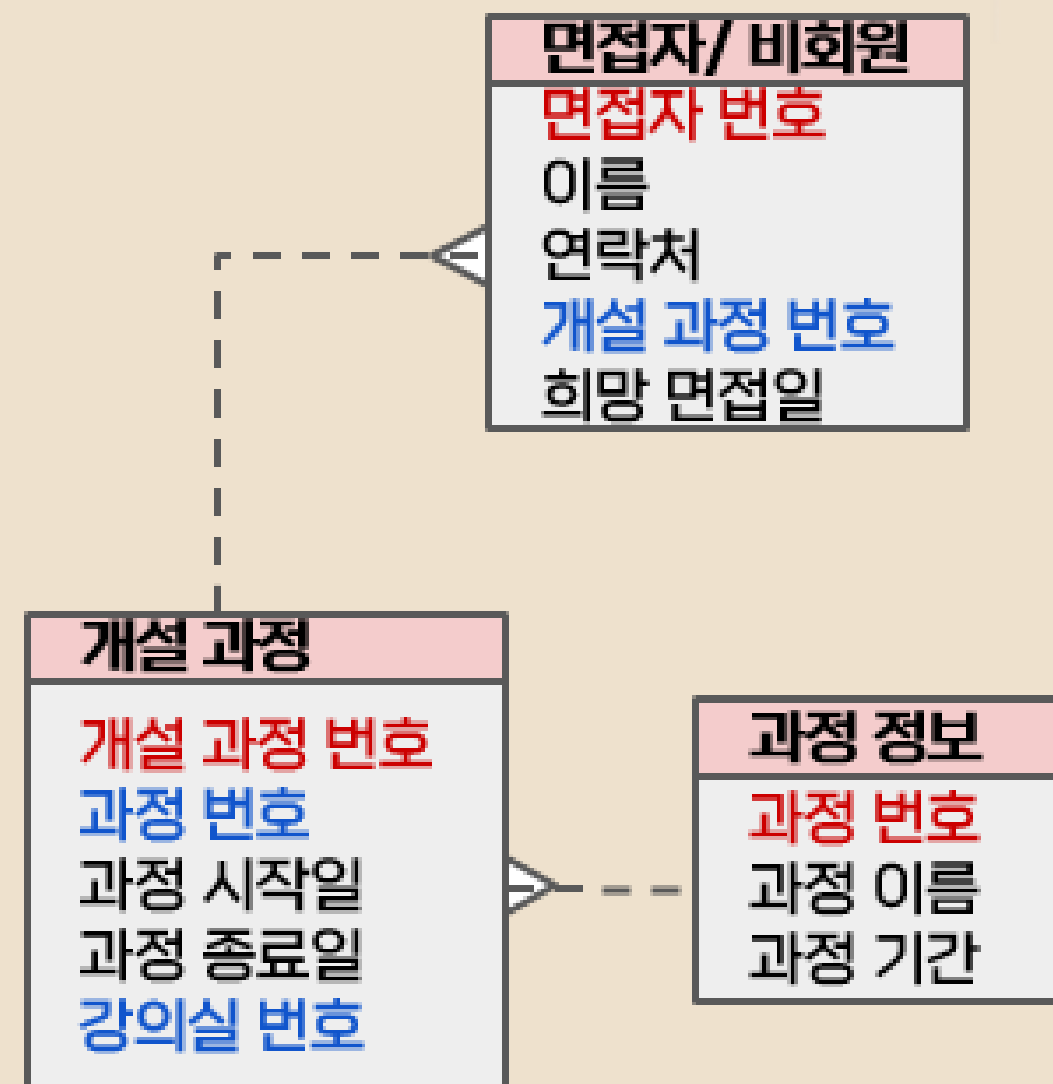 면접자/ 비회원
면접자 번호
이름
연락처
개설 과정 번호
희망 면접일
개설 과정
개설 과정 번호
과정 번호
과정 시작일
과정 종료일
강의실 번호
과정 정보
과정 번호
과정 이름
과정 기간